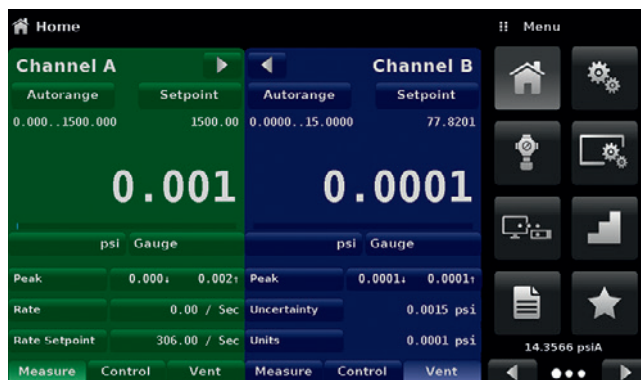 Home
Menu
Channel A
Channel B
Autorange Setpoint
Autorange Setpoint
0.000..1500.000 1500.00
0.0000..15.0000 77.8201
0.001
0.0001
psi Gauge
psi Gauge
Peak 0.000↓ 0.002↑
Peak 0.0001↓ 0.0001↑
Rate 0.00 / Sec
Uncertainty 0.0015 psi
Rate Setpoint 306.00 / Sec
Units 0.0001 psi
14.3566 psiA
Measure Control Vent
Measure Control Vent